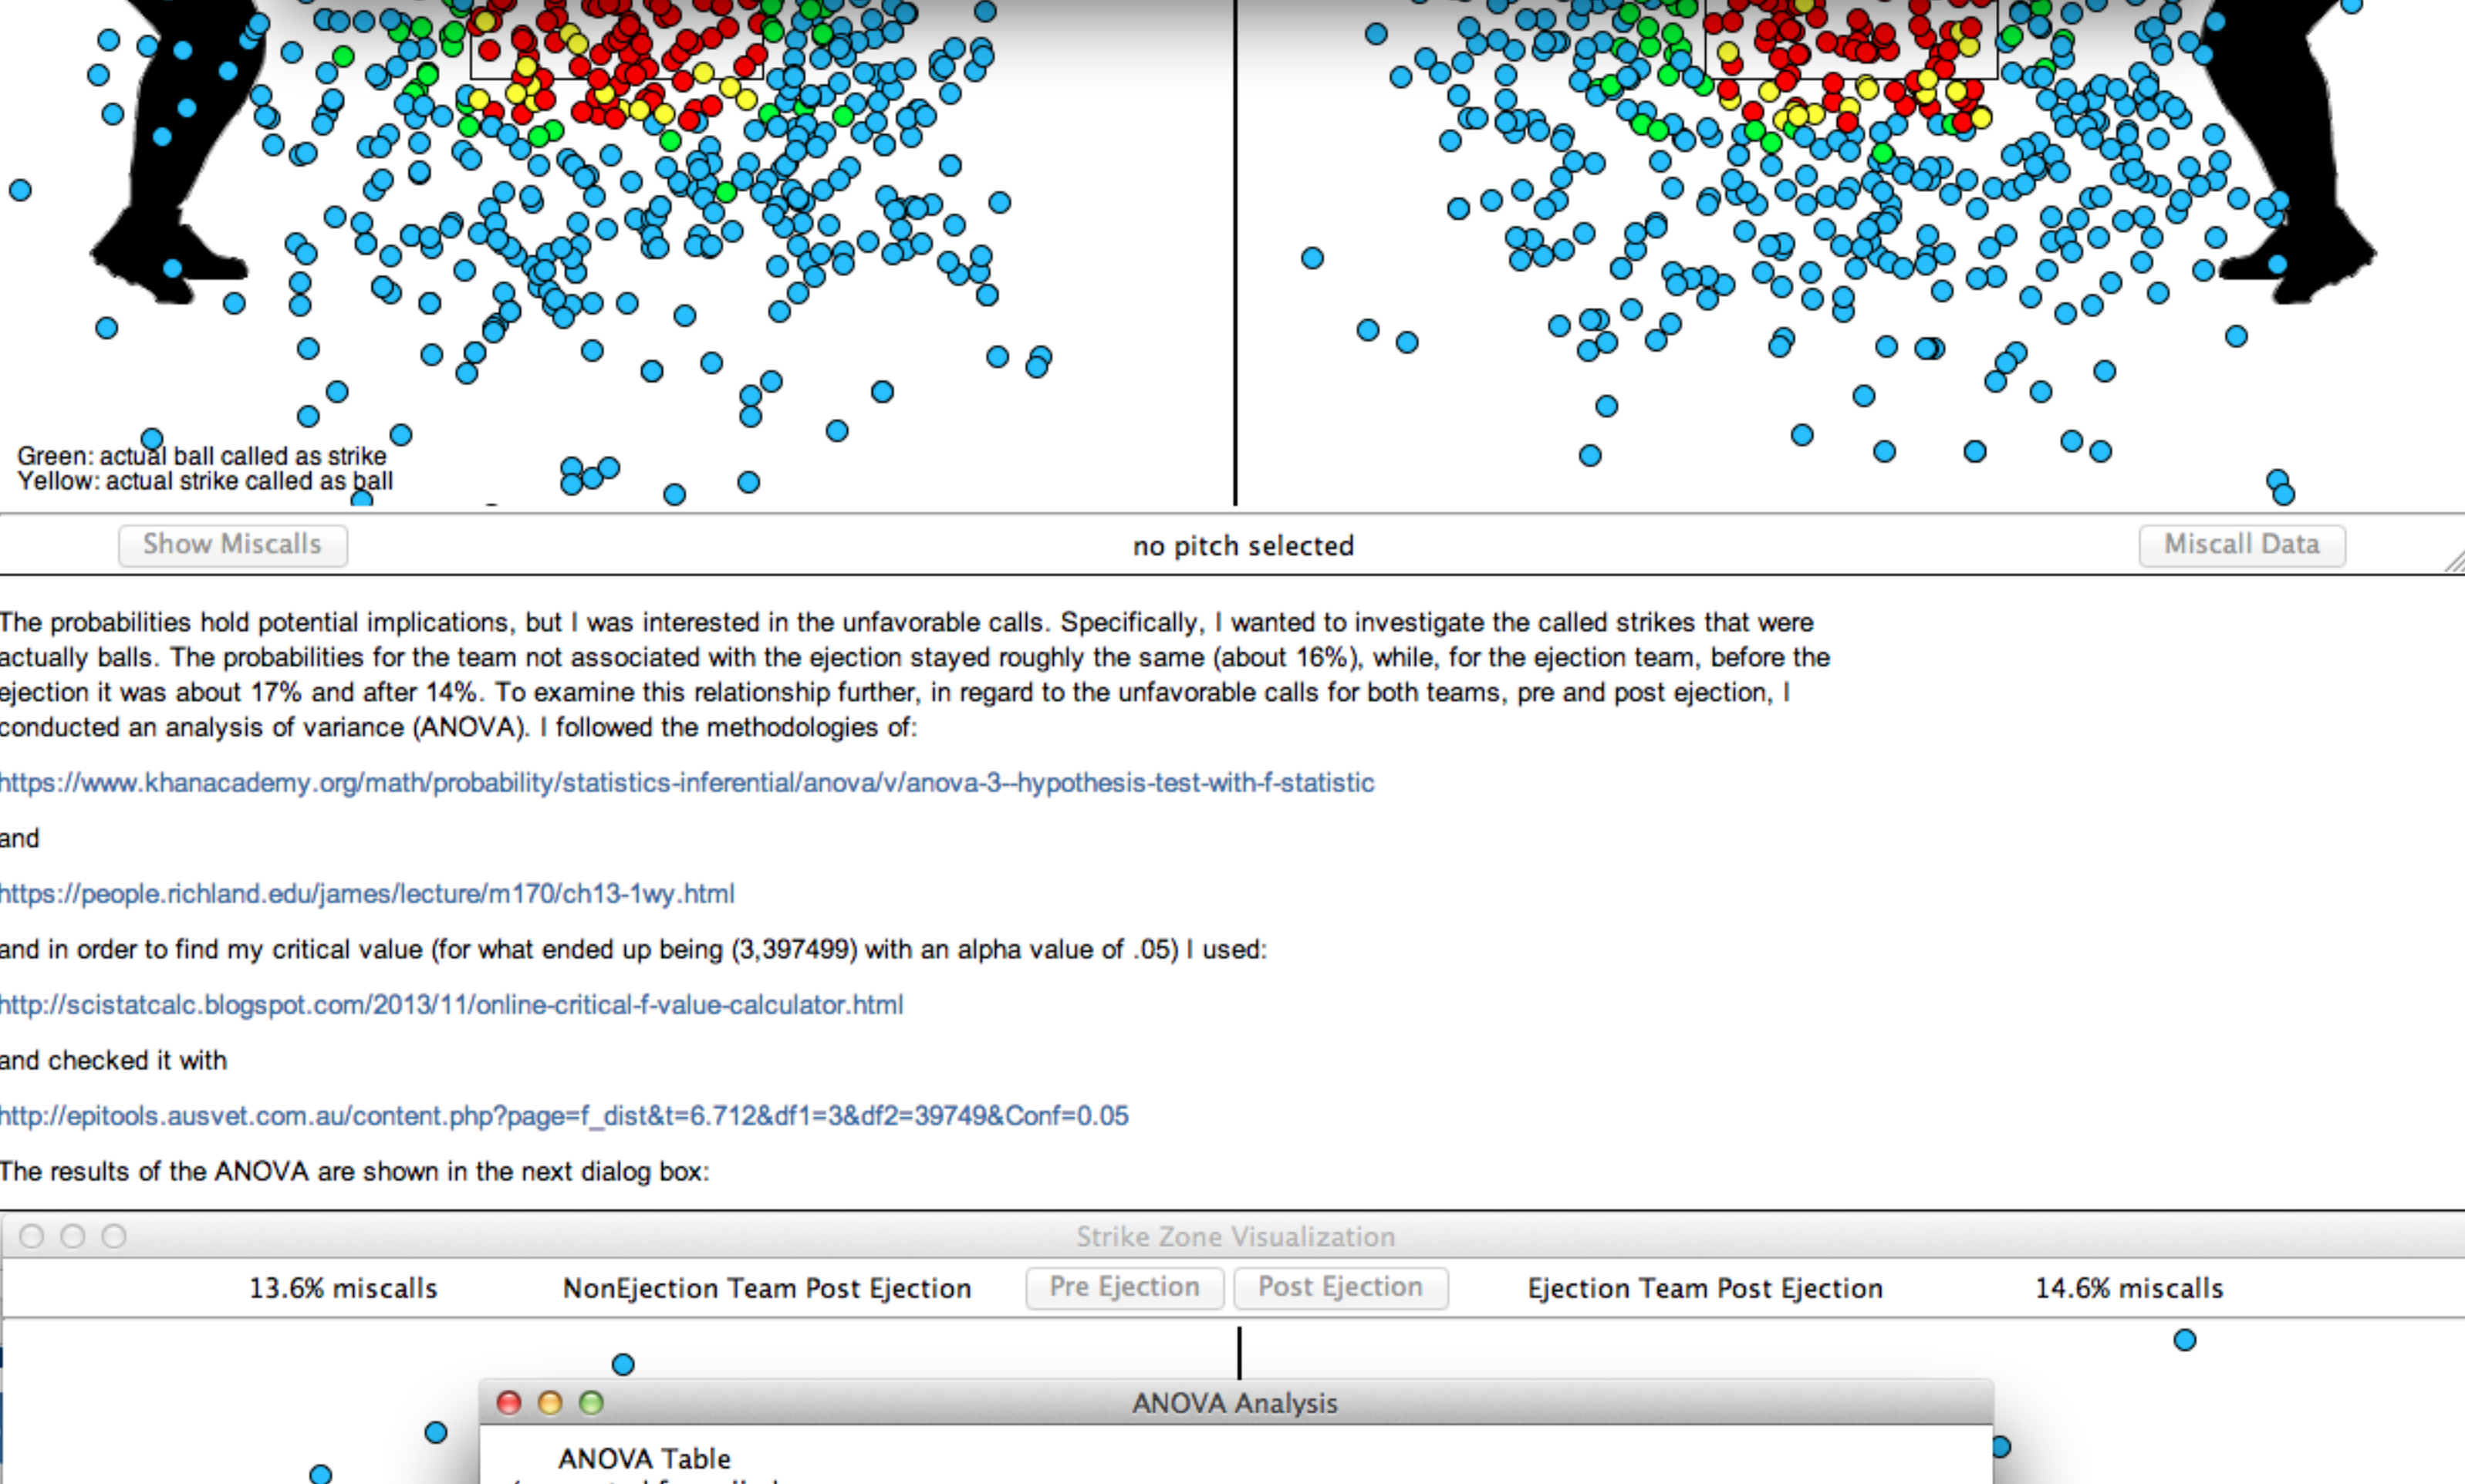 Green: actual ball called as strike
Yellow: actual strike called as ball
Show Miscalls
no pitch selected
Miscall Data
The probabilities hold potential implications, but I was interested in the unfavorable calls. Specifically, I wanted to investigate the called strikes that were
actually balls. The probabilities for the team not associated with the ejection stayed roughly the same (about 16%), while, for the ejection team, before the
ejection it was about 17% and after 14%. To examine this relationship further, in regard to the unfavorable calls for both teams, pre and post ejection, I
conducted an analysis of variance (ANOVA). I followed the methodologies of:
https://www.khanacademy.org/math/probability/statistics-inferential/anova/v/anova-3--hypothesis-test-with-f-statistic
and
https://people.richland.edu/james/lecture/m170/ch13-1wy.html
and in order to find my critical value (for what ended up being (3,397499) with an alpha value of .05) I used:
http://scistatcalc.blogspot.com/2013/11/online-critical-f-value-calculator.html
and checked it with
http://epitools.ausvet.com.au/content.php?page=f_dist&t=6.712&df1=3&df2=39749&Conf=0.05
The results of the ANOVA are shown in the next dialog box:
Strike Zone Visualization
13.6% miscalls
NonEjection Team Post Ejection
Pre Ejection
Post Ejection
Ejection Team Post Ejection
14.6% miscalls
ANOVA Analysis
ANOVA Table